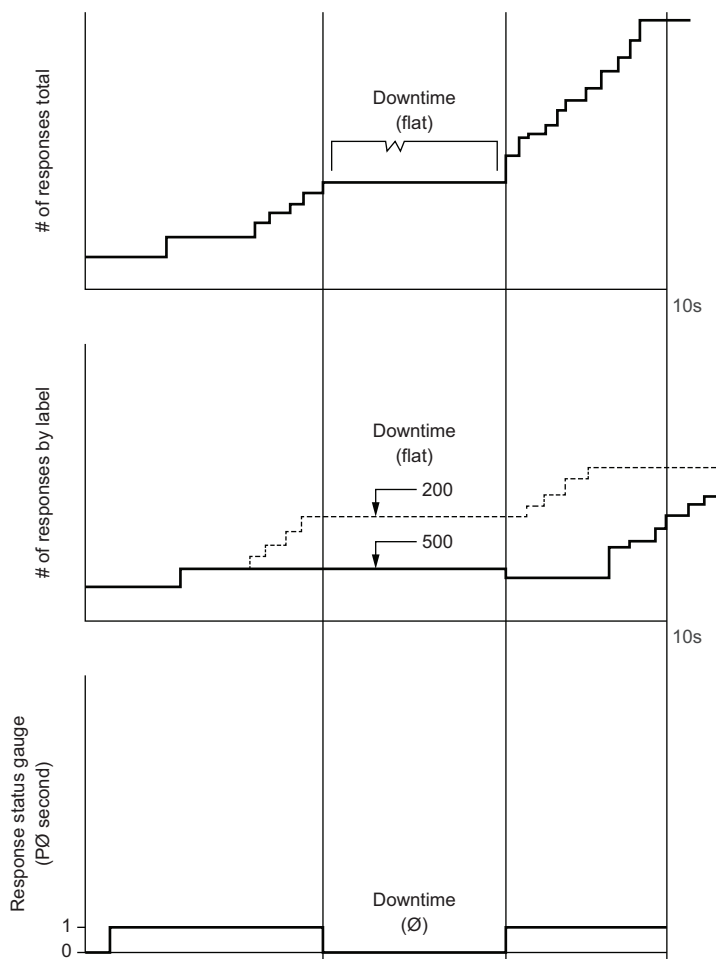 # of responses total
Downtime
(flat)
10s
# of responses by label
Downtime
(flat)
200
500
10s
Response status gauge
(PØ second)
Downtime
(Ø)
1
0